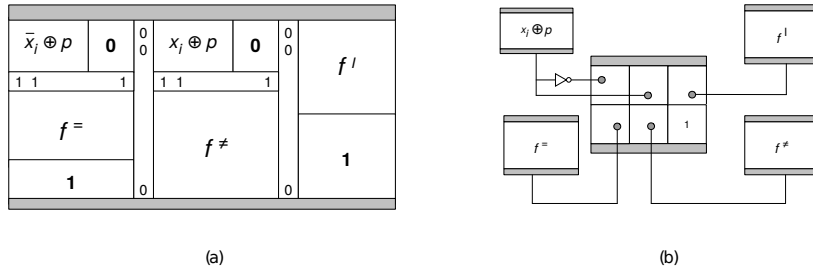 x̄ᵢ ⊕ p 0 0 0 xᵢ ⊕ p 0 0 0 f ᴵ
1 1 1 1 1 1
f ⁼ f ≠
1 0 0 1
(a)
xᵢ ⊕ p f ᴵ
1
f ⁼ f ≠
(b)